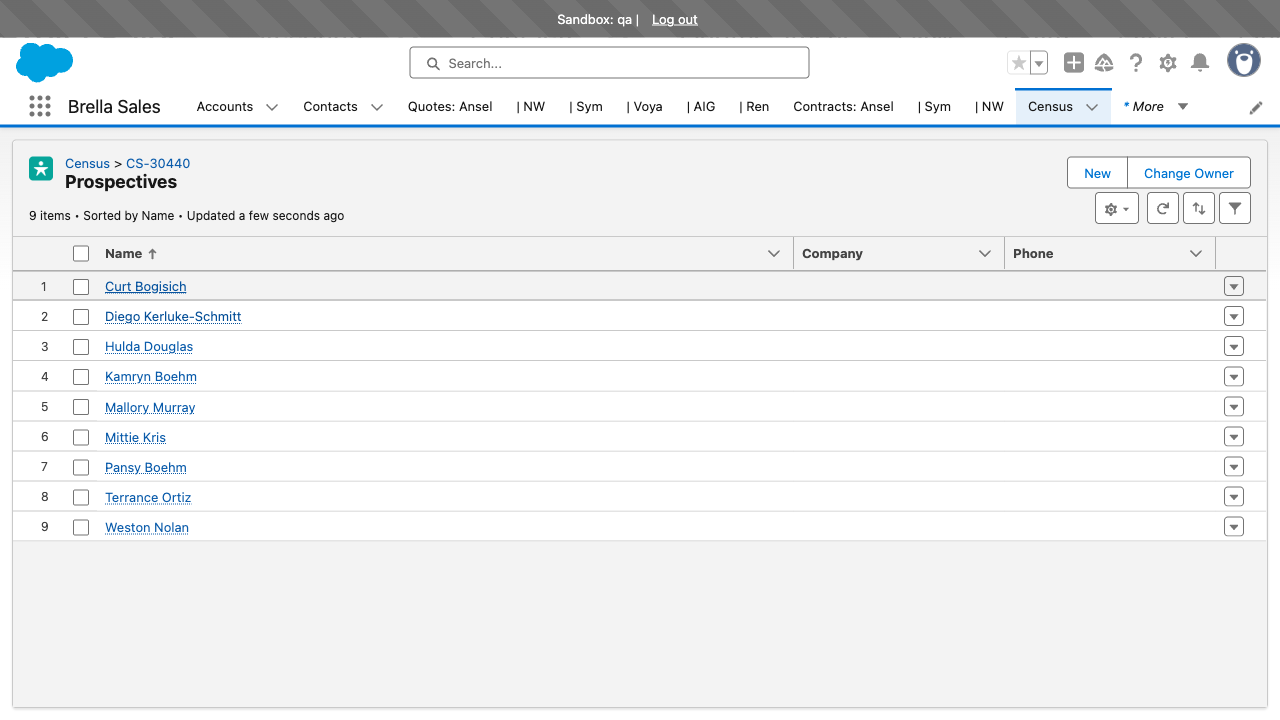 Sandbox: qa | Log out
Search...
Brella Sales Accounts Contacts Quotes: Ansel | NW | Sym | Voya | AIG | Ren Contracts: Ansel | Sym | NW Census * More
Census > CS-30440
Prospectives
New Change Owner
9 items • Sorted by Name • Updated a few seconds ago
Name Company Phone
1 Curt Bogisich
2 Diego Kerluke-Schmitt
3 Hulda Douglas
4 Kamryn Boehm
5 Mallory Murray
6 Mittie Kris
7 Pansy Boehm
8 Terrance Ortiz
9 Weston Nolan